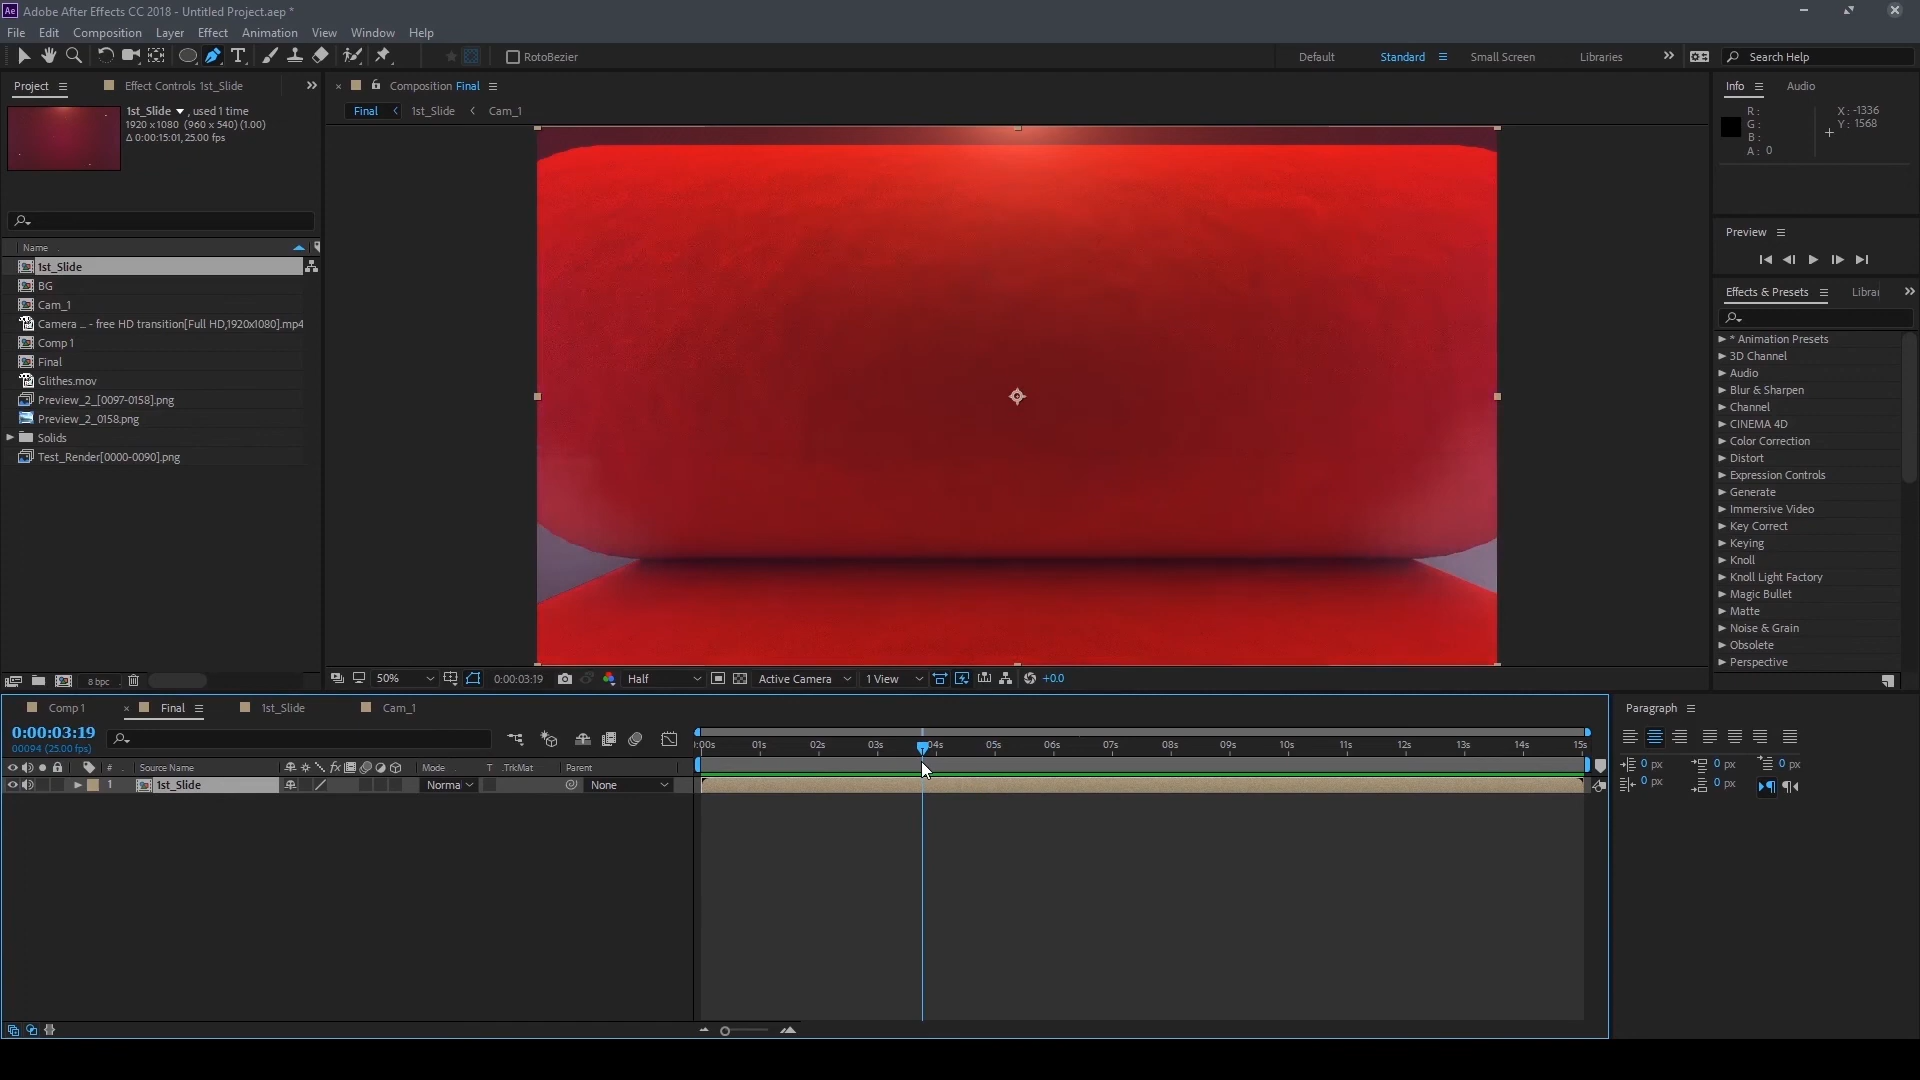 Ae Adobe After Effects CC 2018 - Untitled Project.aep *
File Edit Composition Layer Effect Animation View Window Help
RotoBezier Default Standard Small Screen Libraries Search Help
Project Effect Controls 1st_Slide
1st_Slide , used 1 time
1920 x 1080 (960 x 540) (1.00)
Δ 0:00:15:01, 25.00 fps
Name
1st_Slide
BG
Cam_1
Camera ... - free HD transition[Full HD,1920x1080].mp4
Comp 1
Final
Glithes.mov
Preview_2_[0097-0158].png
Preview_2_0158.png
Solids
Test_Render[0000-0090].png
8 bpc
Composition Final
Final 1st_Slide Cam_1
50% 0:00:03:19 Half Active Camera 1 View +0.0
Info Audio
R :
G :
B :
A : 0
X : -1336
Y : 1568
Preview
Effects & Presets Librar
* Animation Presets
3D Channel
Audio
Blur & Sharpen
Channel
CINEMA 4D
Color Correction
Distort
Expression Controls
Generate
Immersive Video
Key Correct
Keying
Knoll
Knoll Light Factory
Magic Bullet
Matte
Noise & Grain
Obsolete
Perspective
Comp 1 Final 1st_Slide Cam_1
0:00:03:19
00094 (25.00 fps)
:00s 01s 02s 03s 04s 05s 06s 07s 08s 09s 10s 11s 12s 13s 14s 15s
# Source Name fx Mode T .TrkMat Parent
1 1st_Slide Norma None
Paragraph
0 px 0 px 0 px
0 px 0 px